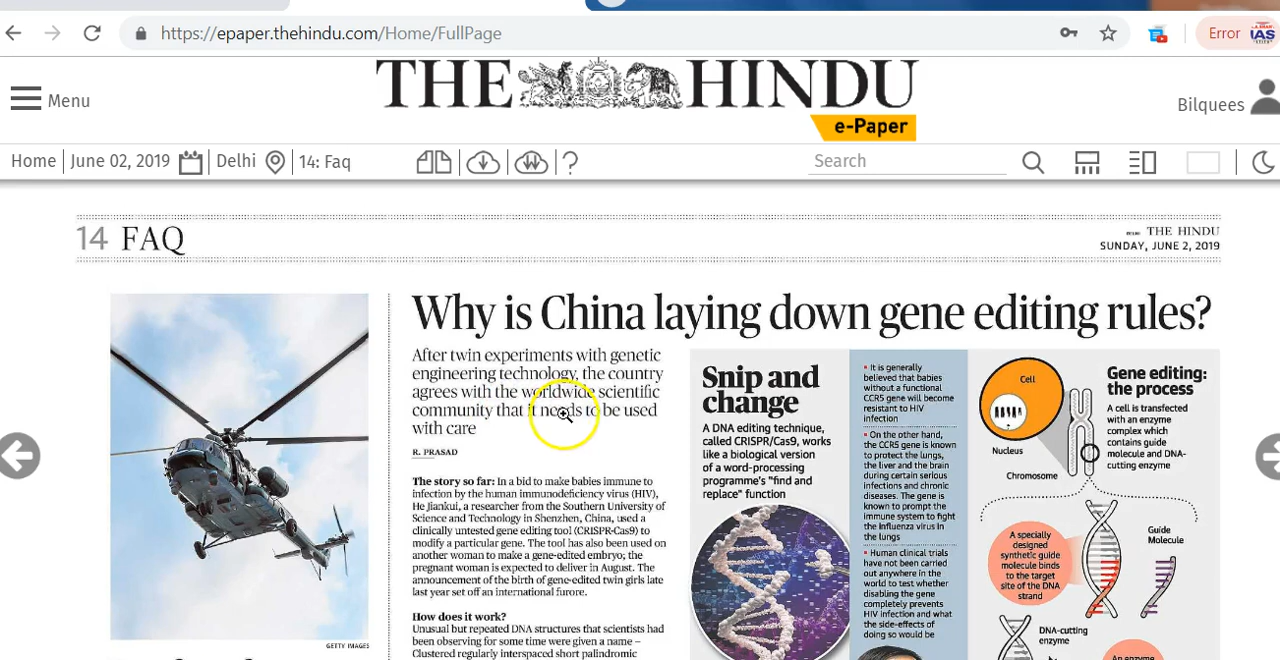 https://epaper.thehindu.com/Home/FullPage
Error
IAS
Menu
THE HINDU
e-Paper
Bilquees
Home
June 02, 2019
Delhi
14: Faq
?
Search
14 FAQ
THE HINDU
SUNDAY, JUNE 2, 2019
GETTY IMAGES
Why is China laying down gene editing rules?
After twin experiments with genetic
engineering technology, the country
agrees with the worldwide scientific
community that it needs to be used
with care
R. PRASAD
The story so far: In a bid to make babies immune to
infection by the human immunodeficiency virus (HIV),
He Jiankui, a researcher from the Southern University of
Science and Technology in Shenzhen, China, used a
clinically untested gene editing tool (CRISPR-Cas9) to
modify a particular gene. The tool has also been used on
another woman to make a gene-edited embryo; the
pregnant woman is expected to deliver in August. The
announcement of the birth of gene-edited twin girls late
last year set off an international furore.
How does it work?
Unusual but repeated DNA structures that scientists had
been observing for some time were given a name –
Clustered regularly interspaced short palindromic
Snip and
change
A DNA editing technique,
called CRISPR/Cas9, works
like a biological version
of a word-processing
programme's "find and
replace" function
• It is generally
believed that babies
without a functional
CCR5 gene will become
resistant to HIV
infection
• On the other hand,
the CCR5 gene is known
to protect the lungs,
the liver and the brain
during certain serious
infections and chronic
diseases. The gene is
known to prompt the
immune system to fight
the influenza virus in
the lungs
• Human clinical trials
have not been carried
out anywhere in the
world to test whether
disabling the gene
completely prevents
HIV infection and what
the side-effects of
doing so would be
Cell
Nucleus
Chromosome
Gene editing:
the process
A cell is transfected
with an enzyme
complex which
contains guide
molecule and DNA-
cutting enzyme
A specially
designed
synthetic guide
molecule binds
to the target
site of the DNA
strand
Guide
Molecule
DNA-cutting
enzyme
An enzyme